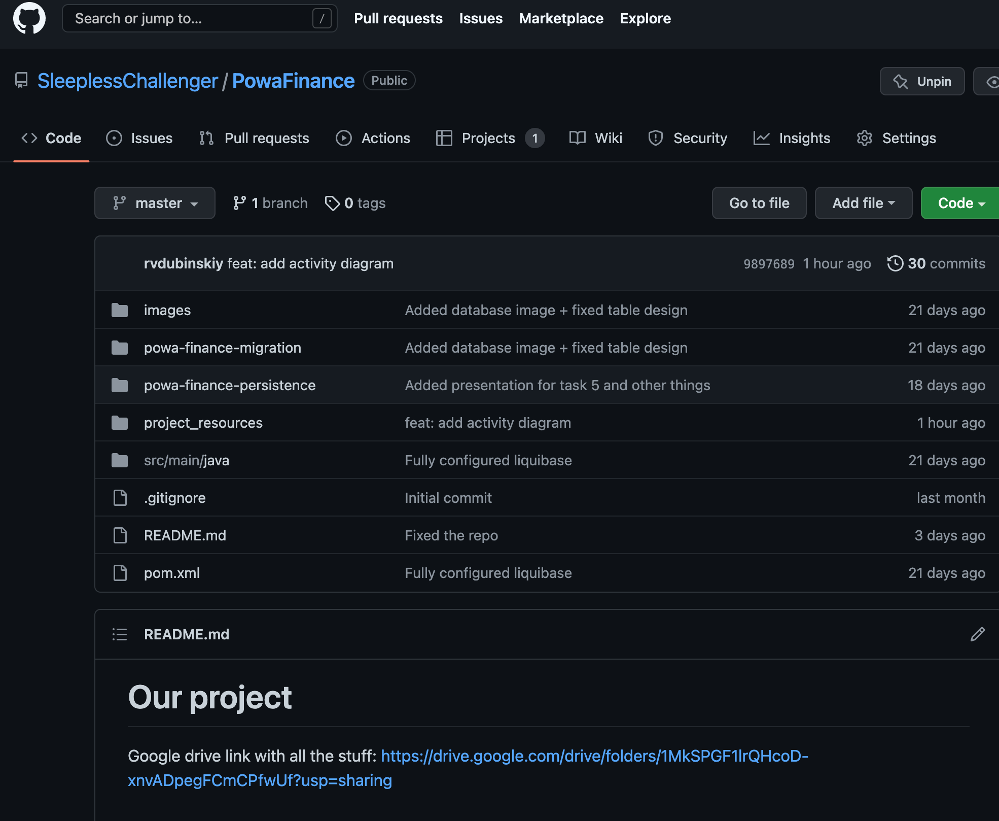 Search or jump to... / Pull requests Issues Marketplace Explore
SleeplessChallenger / PowaFinance Public Unpin
Code Issues Pull requests Actions Projects 1 Wiki Security Insights Settings
master 1 branch 0 tags Go to file Add file Code
rvdubinskiy feat: add activity diagram 9897689 1 hour ago 30 commits
images Added database image + fixed table design 21 days ago
powa-finance-migration Added database image + fixed table design 21 days ago
powa-finance-persistence Added presentation for task 5 and other things 18 days ago
project_resources feat: add activity diagram 1 hour ago
src/main/java Fully configured liquibase 21 days ago
.gitignore Initial commit last month
README.md Fixed the repo 3 days ago
pom.xml Fully configured liquibase 21 days ago
README.md
Our project
Google drive link with all the stuff: https://drive.google.com/drive/folders/1MkSPGF1lrQHcoD-
xnvADpegFCmCPfwUf?usp=sharing